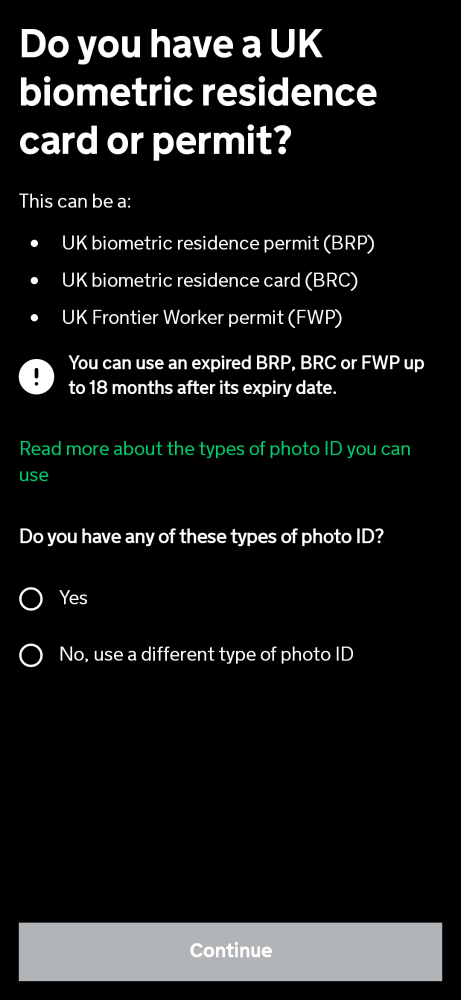 Do you have a UK
biometric residence
card or permit?
This can be a:
• UK biometric residence permit (BRP)
• UK biometric residence card (BRC)
• UK Frontier Worker permit (FWP)
! You can use an expired BRP, BRC or FWP up
to 18 months after its expiry date.
Read more about the types of photo ID you can
use
Do you have any of these types of photo ID?
Yes
No, use a different type of photo ID
Continue